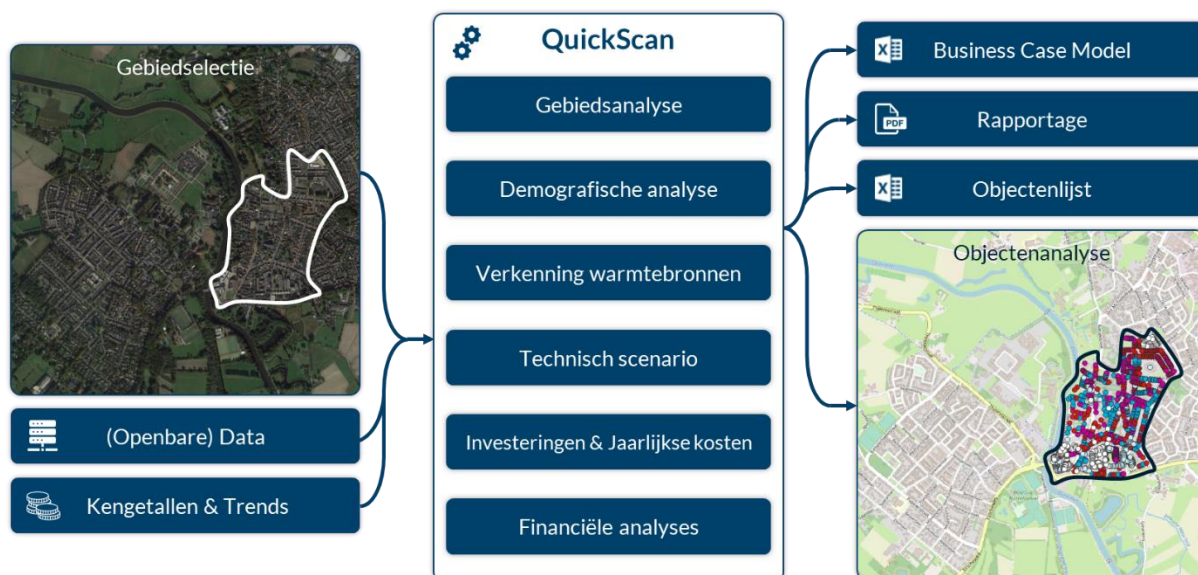 Gebiedselectie
(Openbare) Data
Kengetallen & Trends
QuickScan
Gebiedsanalyse
Demografische analyse
Verkenning warmtebronnen
Technisch scenario
Investeringen & Jaarlijkse kosten
Financiële analyses
Business Case Model
PDF
Rapportage
Objectenlijst
Objectenanalyse